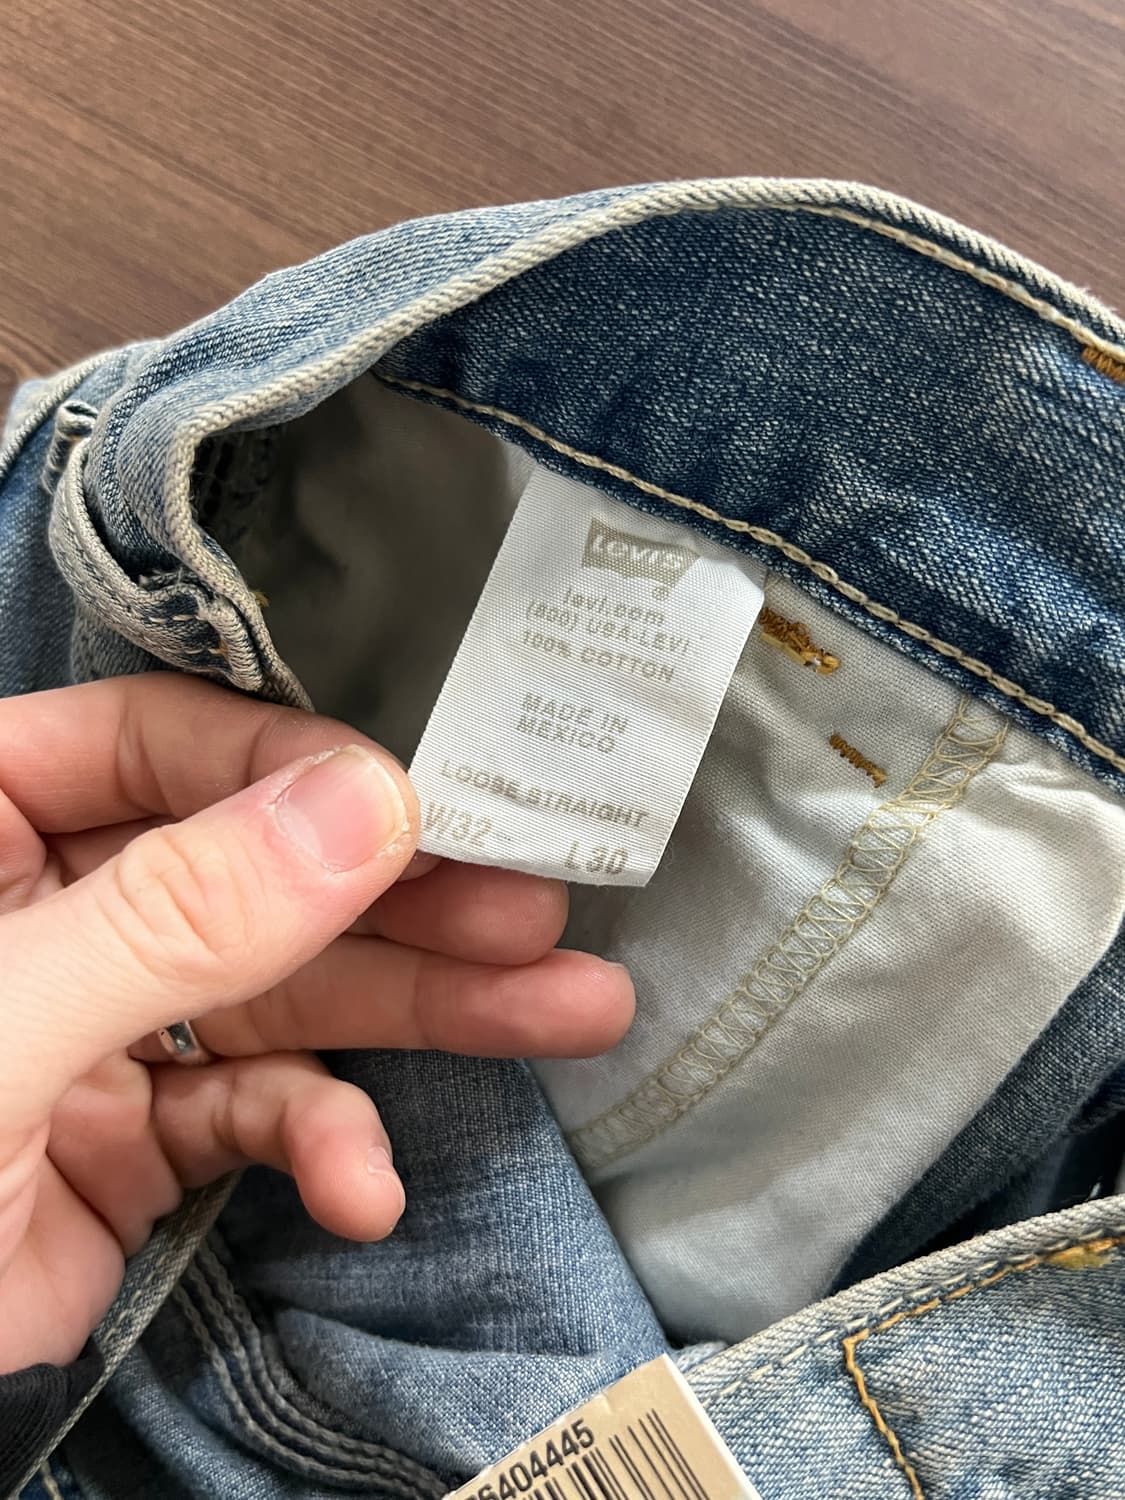 LEVI'S
®
levi.com
(800) USA-LEVI
100% COTTON
MADE IN
MEXICO
LOOSE STRAIGHT
W32 L30
6404445